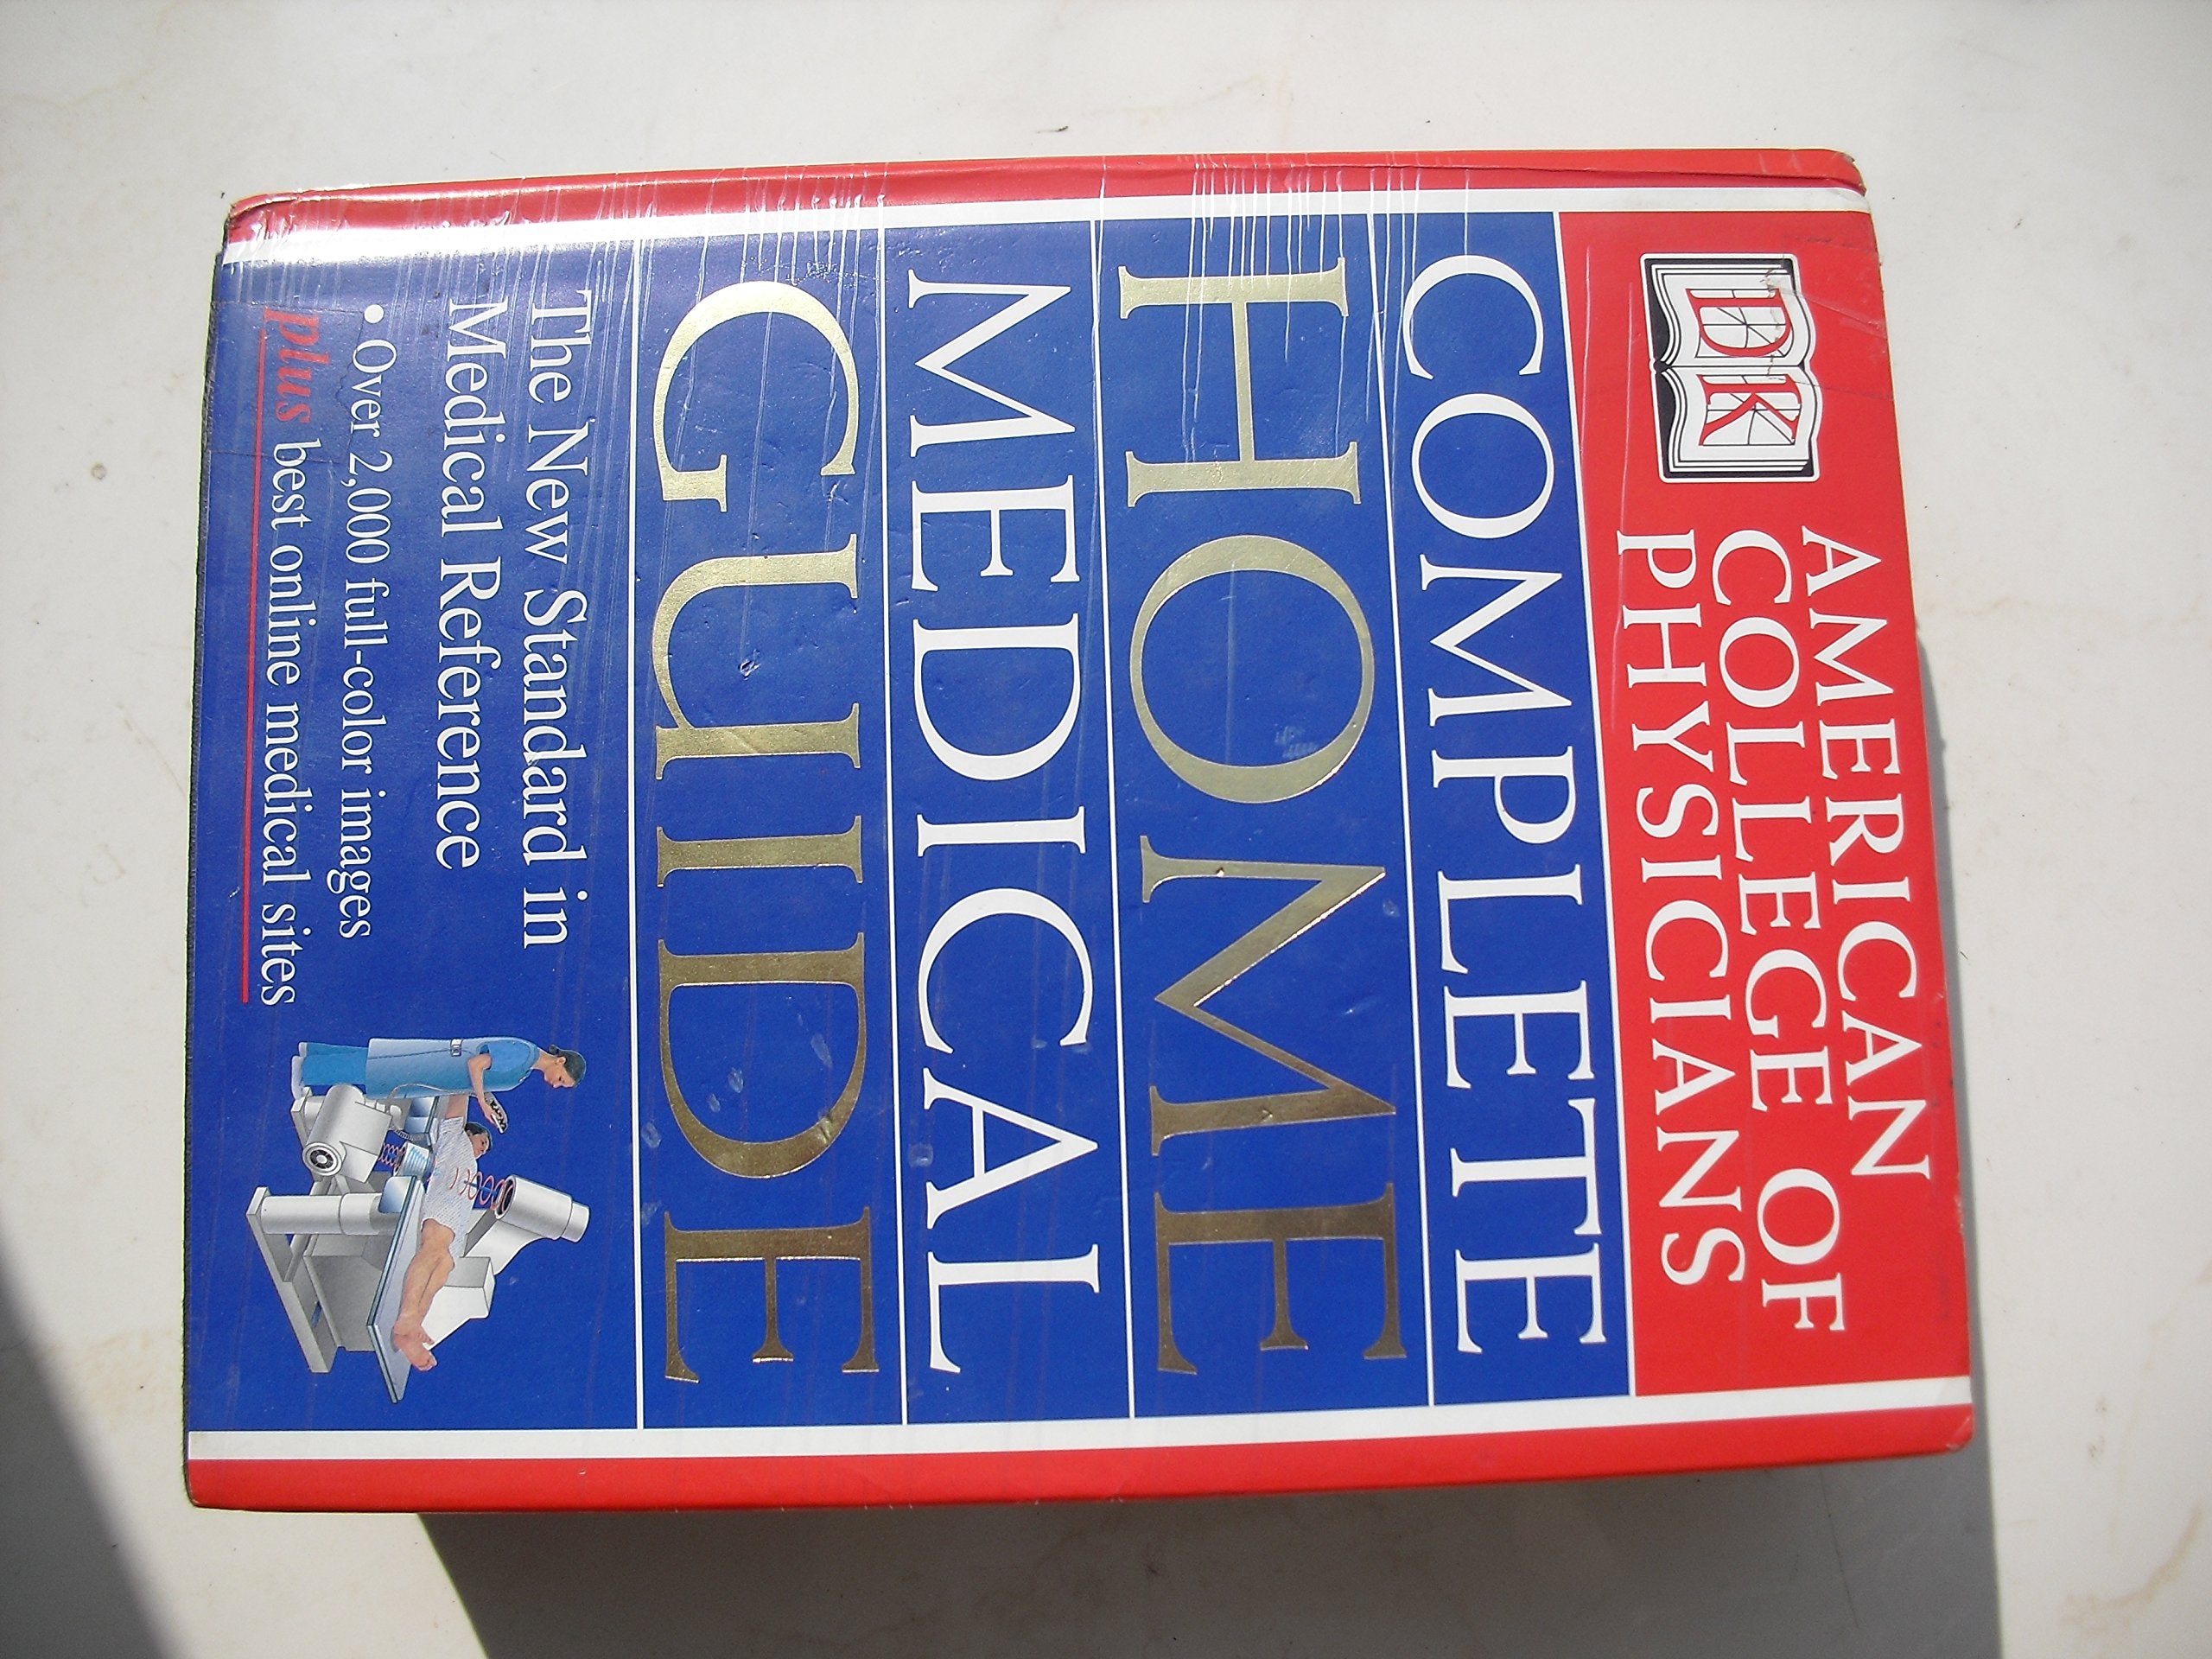 DK
AMERICAN
COLLEGE OF
PHYSICIANS
COMPLETE
HOME
MEDICAL
GUIDE
The New Standard in
Medical Reference
• Over 2,000 full-color images
plus best online medical sites